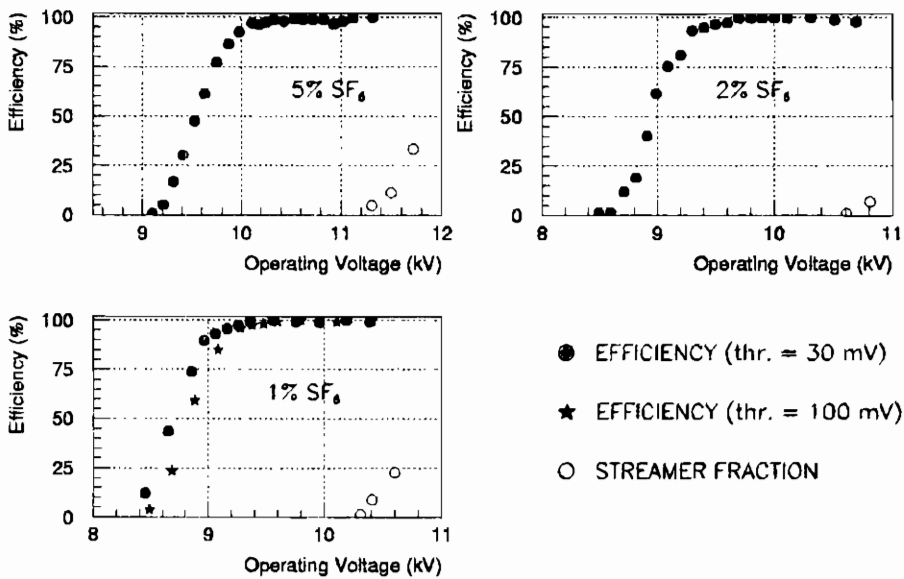 Efficiency (%)
100
75
50
25
0
5% SF₆
9
10
11
12
Operating Voltage (kV)
Efficiency (%)
100
75
50
25
0
2% SF₆
8
9
10
11
Operating Voltage (kV)
Efficiency (%)
100
75
50
25
0
1% SF₆
8
9
10
11
Operating Voltage (kV)
EFFICIENCY (thr. = 30 mV)
EFFICIENCY (thr. = 100 mV)
STREAMER FRACTION